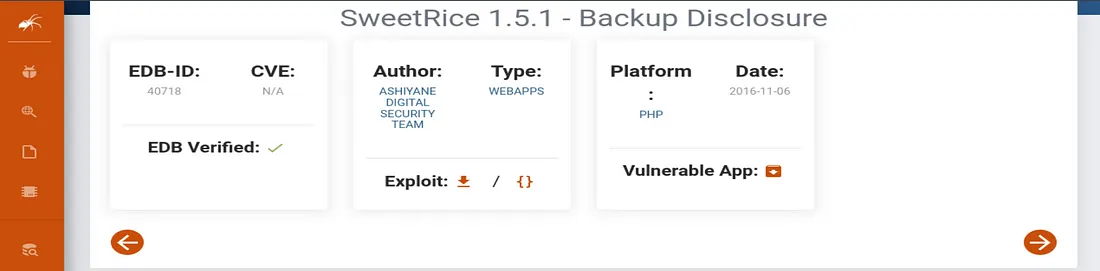 SweetRice 1.5.1 - Backup Disclosure
EDB-ID:
40718
CVE:
N/A
EDB Verified:
Author:
ASHIYANE
DIGITAL
SECURITY
TEAM
Type:
WEBAPPS
Exploit: / {}
Platform
:
PHP
Date:
2016-11-06
Vulnerable App: